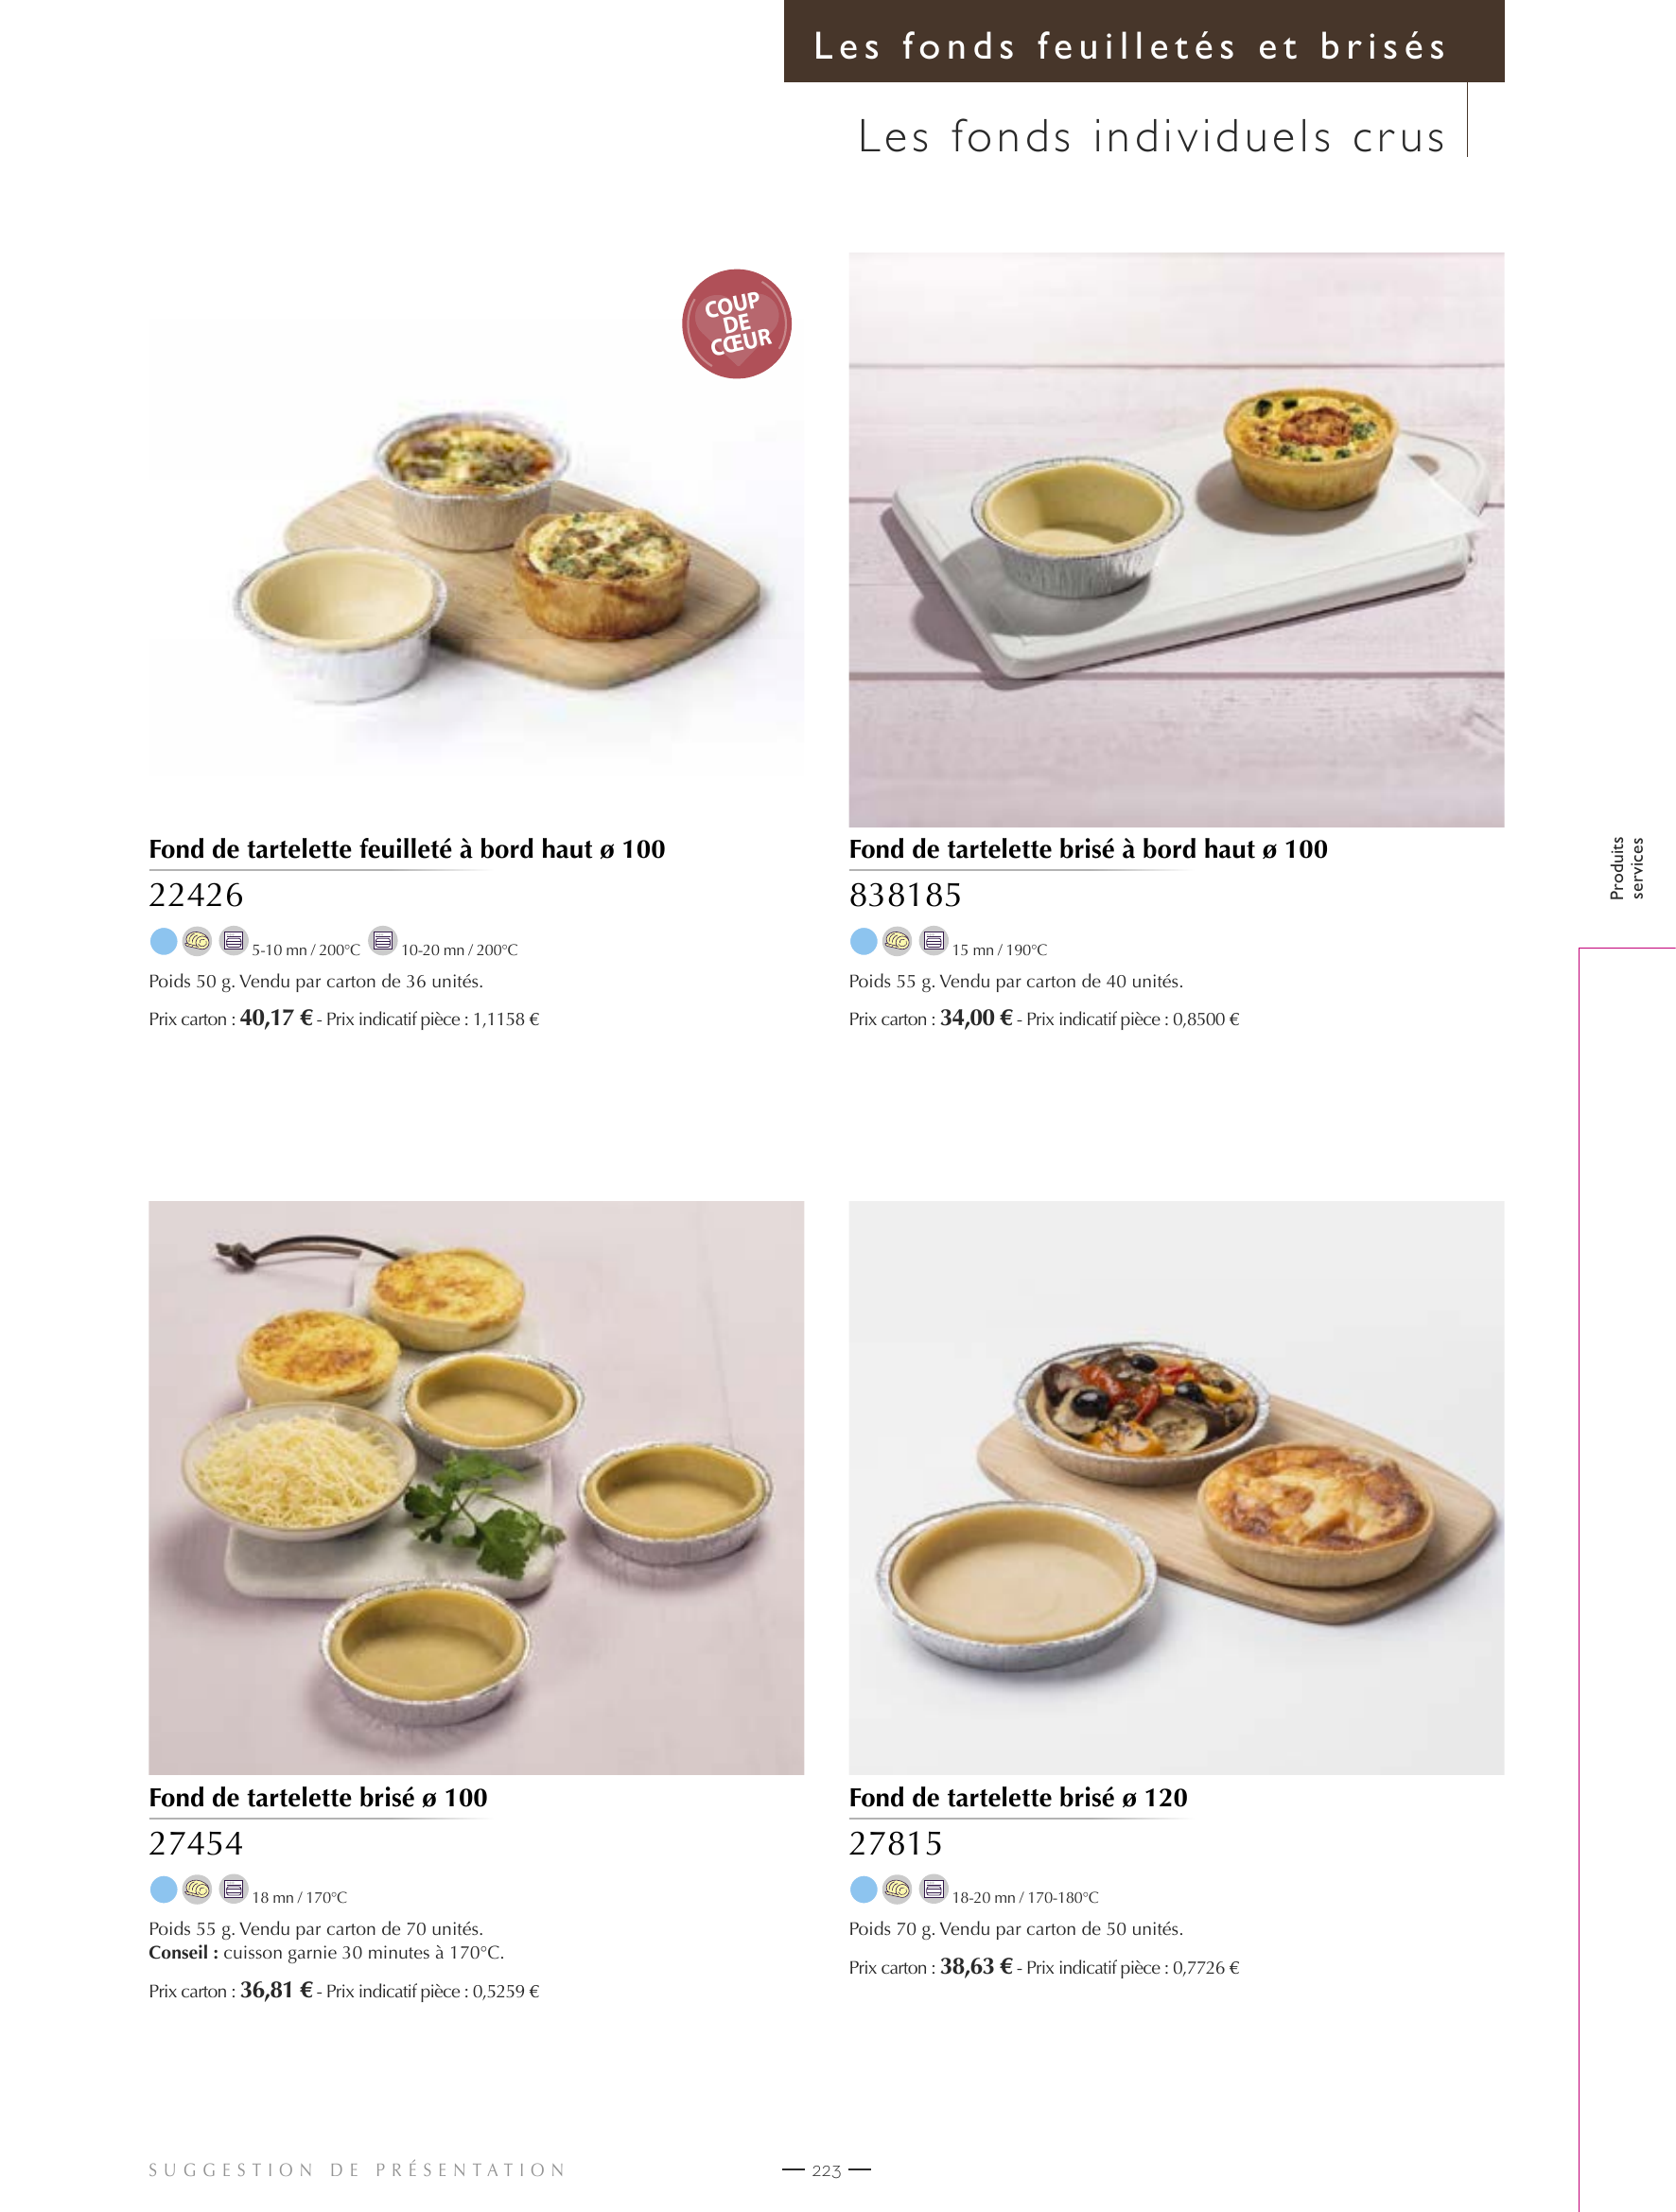 Les fonds feuilletés et brisés
Les fonds individuels crus
COUP
DE
CŒUR
Fond de tartelette feuilleté à bord haut ø 100
22426
5-10 mn / 200°C 10-20 mn / 200°C
Poids 50 g. Vendu par carton de 36 unités.
Prix carton : 40,17 € - Prix indicatif pièce : 1,1158 €
Fond de tartelette brisé à bord haut ø 100
838185
15 mn / 190°C
Poids 55 g. Vendu par carton de 40 unités.
Prix carton : 34,00 € - Prix indicatif pièce : 0,8500 €
Produits
services
Fond de tartelette brisé ø 100
27454
18 mn / 170°C
Poids 55 g. Vendu par carton de 70 unités.
Conseil : cuisson garnie 30 minutes à 170°C.
Prix carton : 36,81 € - Prix indicatif pièce : 0,5259 €
Fond de tartelette brisé ø 120
27815
18-20 mn / 170-180°C
Poids 70 g. Vendu par carton de 50 unités.
Prix carton : 38,63 € - Prix indicatif pièce : 0,7726 €
SUGGESTION DE PRÉSENTATION
223